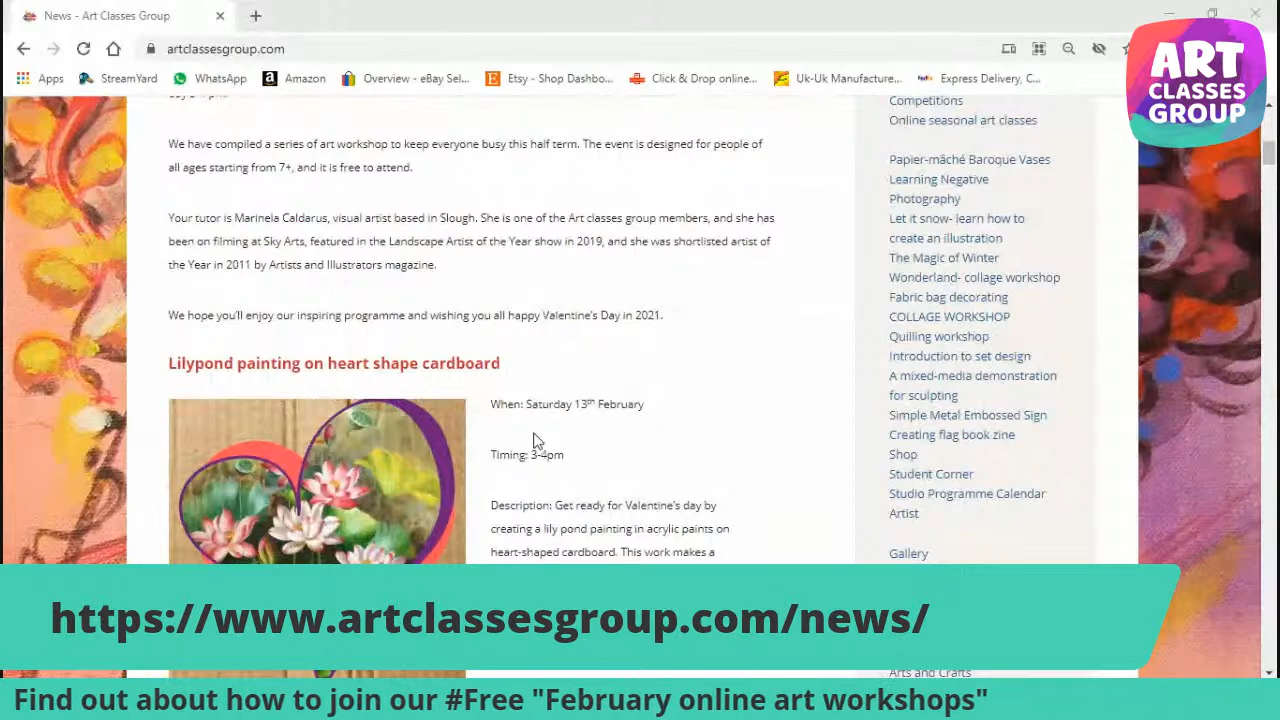 News - Art Classes Group
artclassesgroup.com
Apps
StreamYard
WhatsApp
Amazon
Overview - eBay Sel...
Etsy - Shop Dashbo...
Click & Drop online...
Uk-Uk Manufacture...
Express Delivery, C...
ART
CLASSES
GROUP
We have compiled a series of art workshop to keep everyone busy this half term. The event is designed for people of
all ages starting from 7+, and it is free to attend.
Your tutor is Marinela Caldarus, visual artist based in Slough. She is one of the Art classes group members, and she has
been on filming at Sky Arts, featured in the Landscape Artist of the Year show in 2019, and she was shortlisted artist of
the Year in 2011 by Artists and Illustrators magazine.
We hope you'll enjoy our inspiring programme and wishing you all happy Valentine's Day in 2021.
Lilypond painting on heart shape cardboard
When: Saturday 13th February
Timing: 3-4pm
Description: Get ready for Valentine's day by
creating a lily pond painting in acrylic paints on
heart-shaped cardboard. This work makes a
Competitions
Online seasonal art classes
Papier-mâché Baroque Vases
Learning Negative
Photography
Let it snow- learn how to
create an illustration
The Magic of Winter
Wonderland- collage workshop
Fabric bag decorating
COLLAGE WORKSHOP
Quilling workshop
Introduction to set design
A mixed-media demonstration
for sculpting
Simple Metal Embossed Sign
Creating flag book zine
Shop
Student Corner
Studio Programme Calendar
Artist
Gallery
Arts and Crafts
https://www.artclassesgroup.com/news/
Find out about how to join our #Free "February online art workshops"